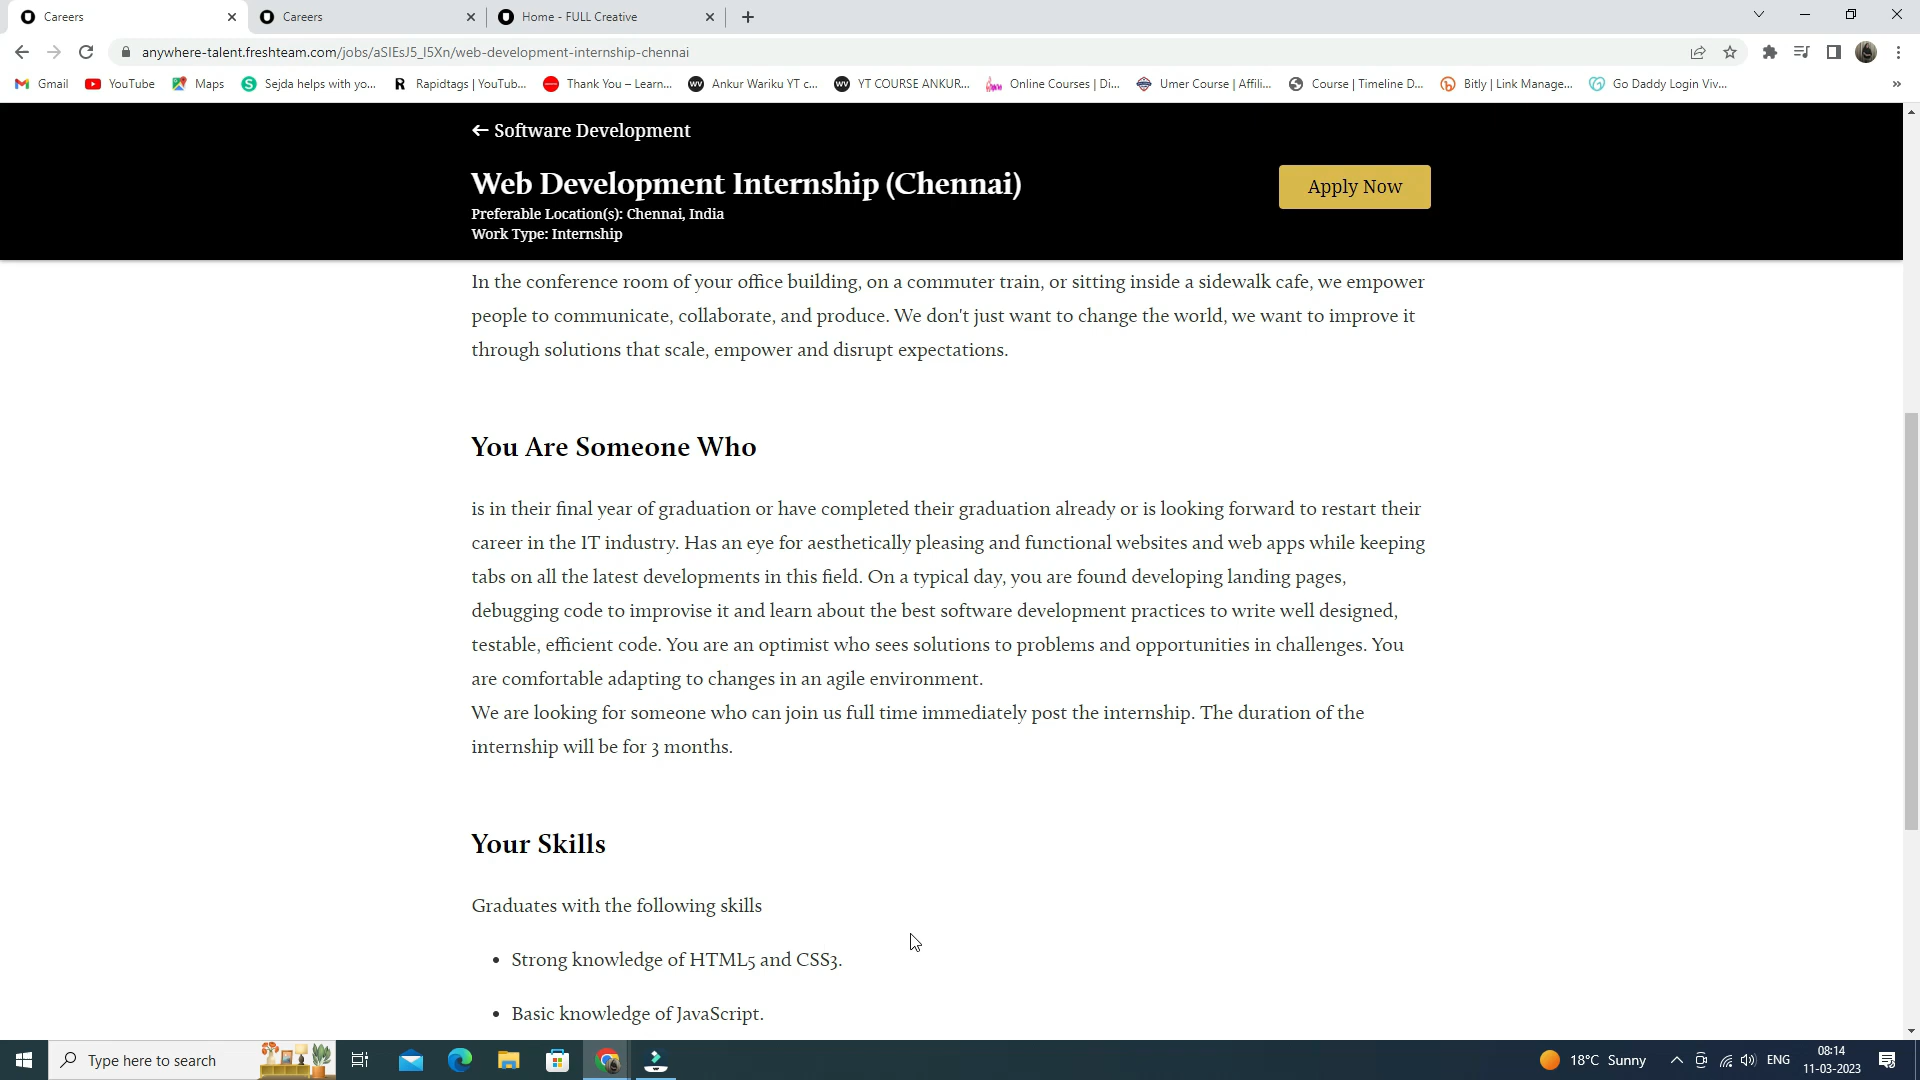 Careers
Careers
Home - FULL Creative
anywhere-talent.freshteam.com/jobs/aSIEsJ5_I5Xn/web-development-internship-chennai
Gmail
YouTube
Maps
Sejda helps with yo...
Rapidtags | YouTub...
Thank You – Learn...
Ankur Wariku YT c...
YT COURSE ANKUR...
Online Courses | Di...
Umer Course | Affili...
Course | Timeline D...
Bitly | Link Manage...
Go Daddy Login Viv...
Software Development
Web Development Internship (Chennai)
Apply Now
Preferable Location(s): Chennai, India
Work Type: Internship
In the conference room of your office building, on a commuter train, or sitting inside a sidewalk cafe, we empower
people to communicate, collaborate, and produce. We don't just want to change the world, we want to improve it
through solutions that scale, empower and disrupt expectations.
You Are Someone Who
is in their final year of graduation or have completed their graduation already or is looking forward to restart their
career in the IT industry. Has an eye for aesthetically pleasing and functional websites and web apps while keeping
tabs on all the latest developments in this field. On a typical day, you are found developing landing pages,
debugging code to improvise it and learn about the best software development practices to write well designed,
testable, efficient code. You are an optimist who sees solutions to problems and opportunities in challenges. You
are comfortable adapting to changes in an agile environment.
We are looking for someone who can join us full time immediately post the internship. The duration of the
internship will be for 3 months.
Your Skills
Graduates with the following skills
• Strong knowledge of HTML5 and CSS3.
• Basic knowledge of JavaScript.
Type here to search
18°C Sunny
ENG
08:14
11-03-2023